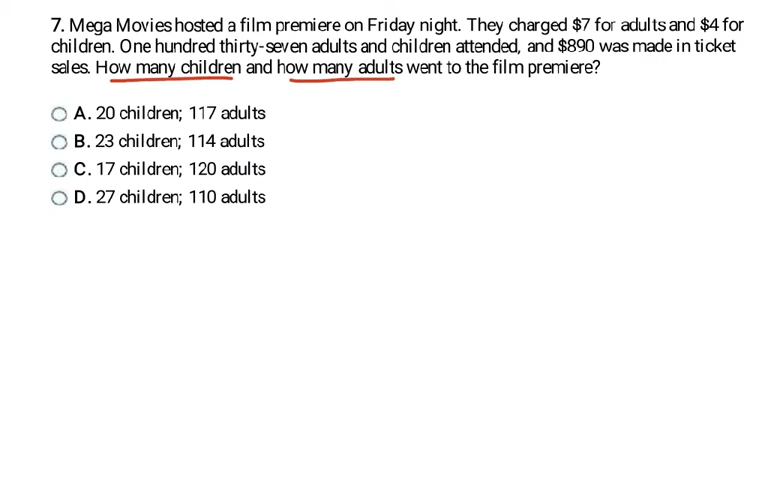 7. Mega Movies hosted a film premiere on Friday night. They charged $7 for adults and $4 for
children. One hundred thirty-seven adults and children attended, and $890 was made in ticket
sales. How many children and how many adults went to the film premiere?
A. 20 children; 117 adults
B. 23 children; 114 adults
C. 17 children; 120 adults
D. 27 children; 110 adults